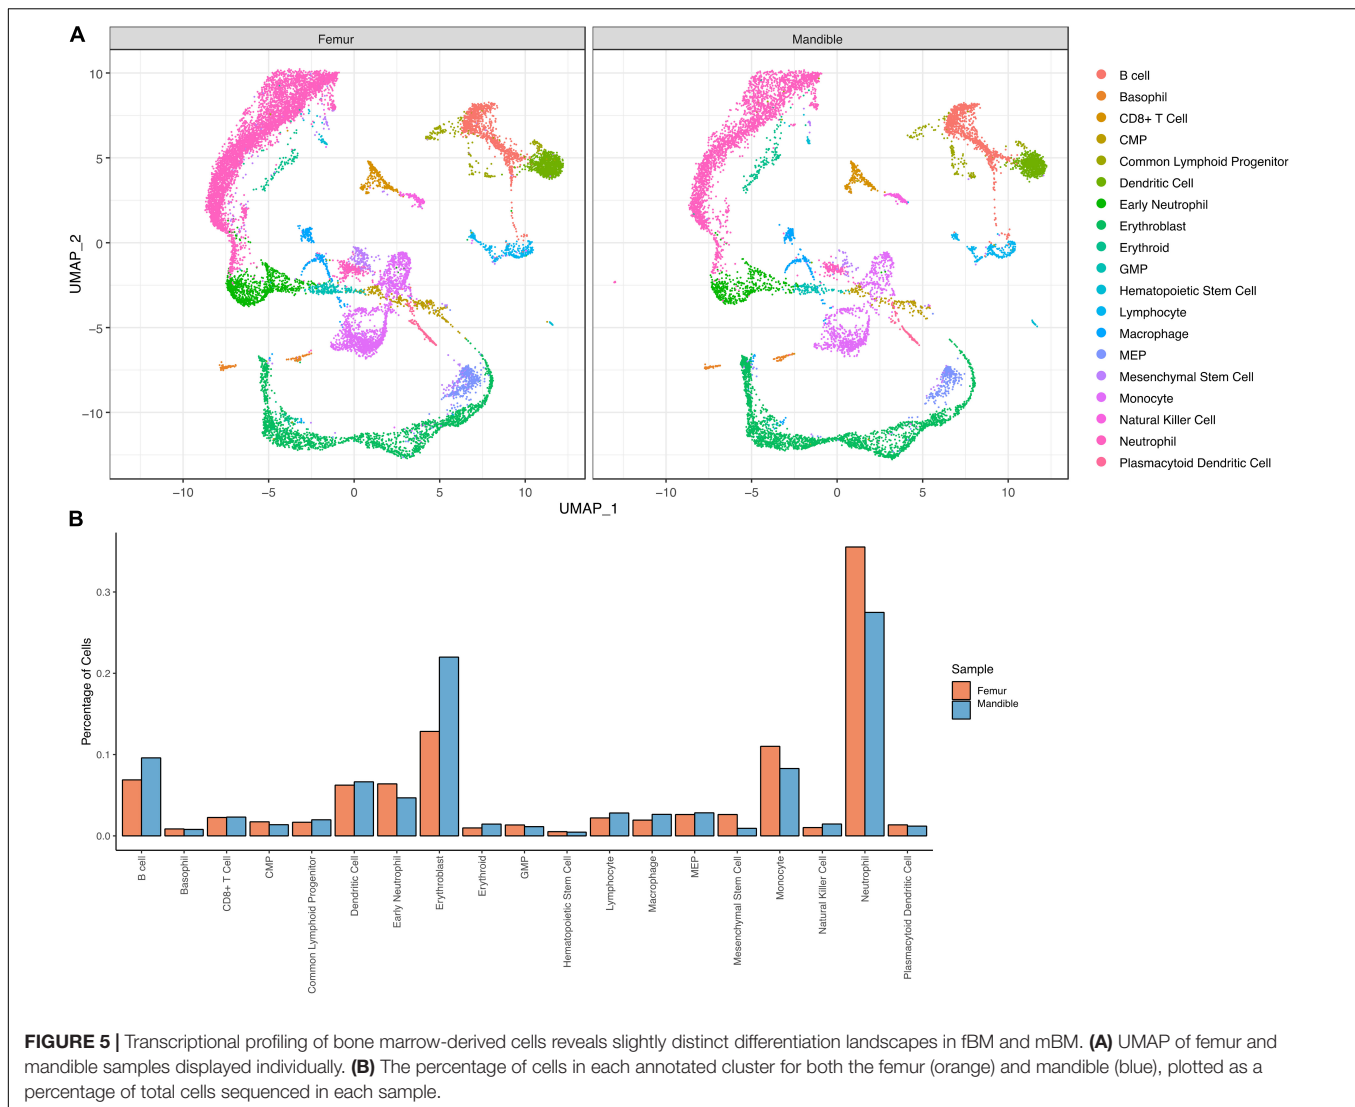 A
Femur
Mandible
10
5
0
−5
−10
UMAP_2
−10
−5
0
5
10
−10
−5
0
5
10
UMAP_1
B cell
Basophil
CD8+ T Cell
CMP
Common Lymphoid Progenitor
Dendritic Cell
Early Neutrophil
Erythroblast
Erythroid
GMP
Hematopoietic Stem Cell
Lymphocyte
Macrophage
MEP
Mesenchymal Stem Cell
Monocyte
Natural Killer Cell
Neutrophil
Plasmacytoid Dendritic Cell
B
0.3
0.2
0.1
0.0
Percentage of Cells
B cell
Basophil
CD8+ T Cell
CMP
Common Lymphoid Progenitor
Dendritic Cell
Early Neutrophil
Erythroblast
Erythroid
GMP
Hematopoietic Stem Cell
Lymphocyte
Macrophage
MEP
Mesenchymal Stem Cell
Monocyte
Natural Killer Cell
Neutrophil
Plasmacytoid Dendritic Cell
Sample
Femur
Mandible
FIGURE 5 | Transcriptional profiling of bone marrow-derived cells reveals slightly distinct differentiation landscapes in fBM and mBM. (A) UMAP of femur and
mandible samples displayed individually. (B) The percentage of cells in each annotated cluster for both the femur (orange) and mandible (blue), plotted as a
percentage of total cells sequenced in each sample.